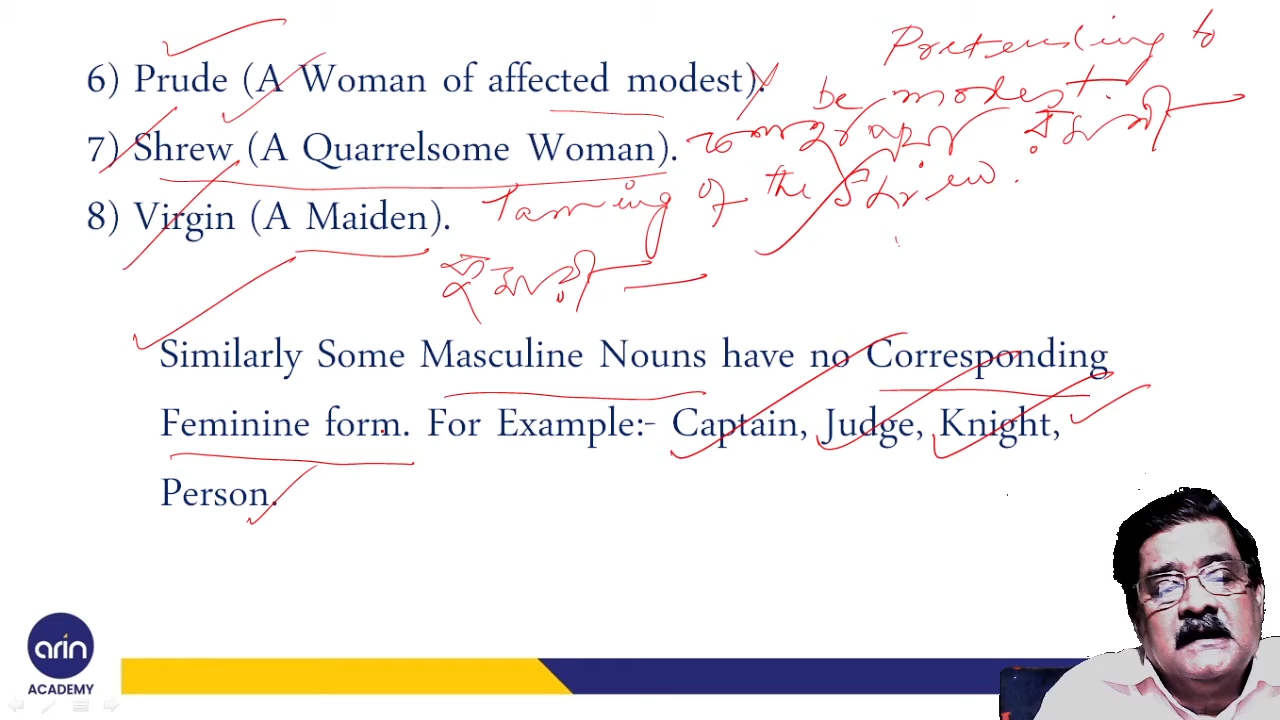 Pretending to
6) Prude (A Woman of affected modest).
be modest.
7) Shrew (A Quarrelsome Woman).
রমনী
8) Virgin (A Maiden).
Taming of the Shrew.
কুমারী
Similarly Some Masculine Nouns have no Corresponding
Feminine form. For Example:- Captain, Judge, Knight,
Person.
arin
ACADEMY